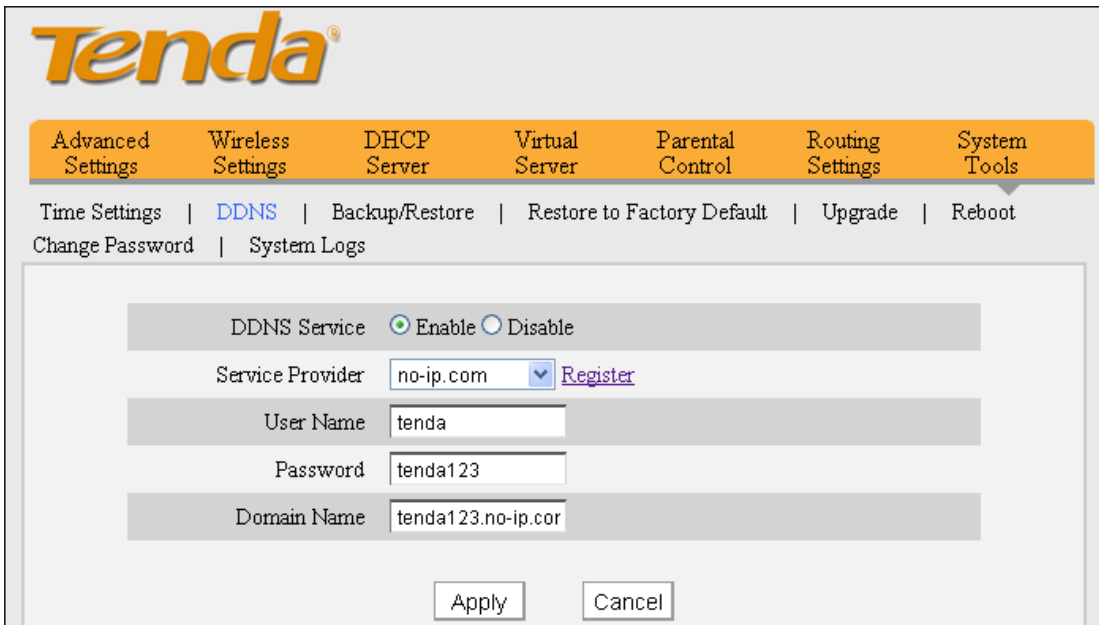 Tenda®
Advanced Settings Wireless Settings DHCP Server Virtual Server Parental Control Routing Settings System Tools
Time Settings | DDNS | Backup/Restore | Restore to Factory Default | Upgrade | Reboot
Change Password | System Logs
DDNS Service Enable Disable
Service Provider no-ip.com Register
User Name tenda
Password tenda123
Domain Name tenda123.no-ip.cor
Apply Cancel